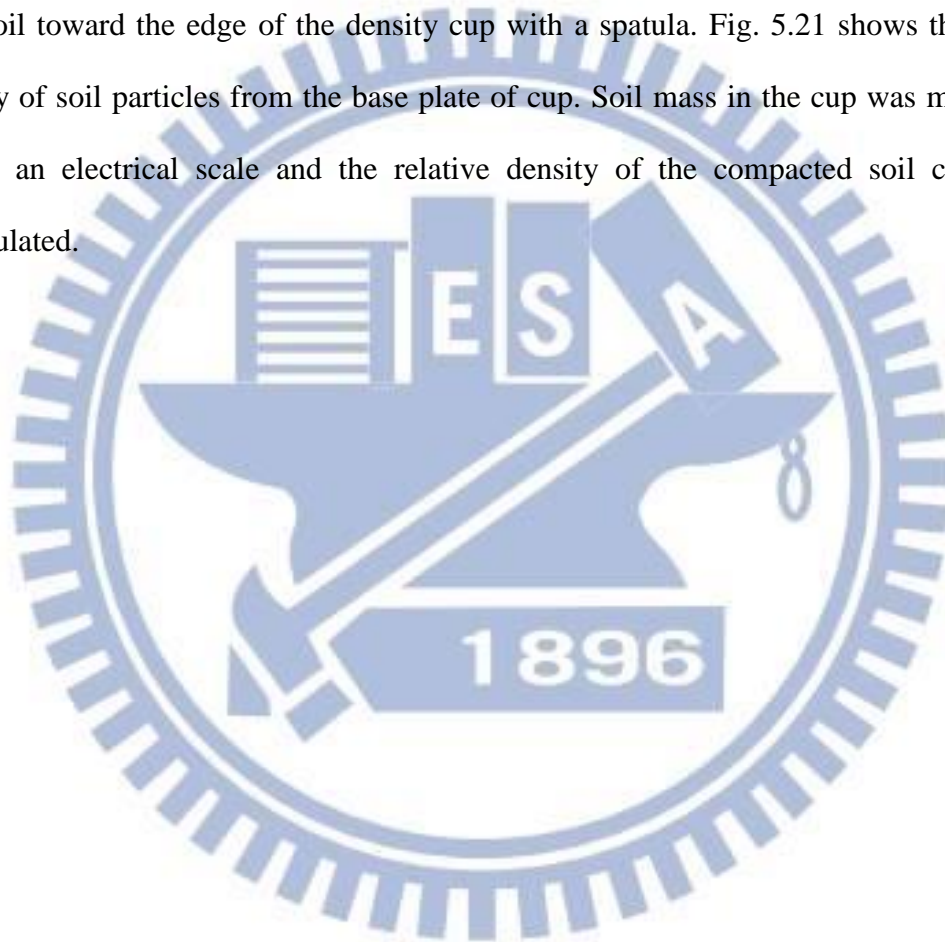 oil toward the edge of the density cup with a spatula. Fig. 5.21 shows th
y of soil particles from the base plate of cup. Soil mass in the cup was m
an electrical scale and the relative density of the compacted soil c
ulated.
E S A
1896